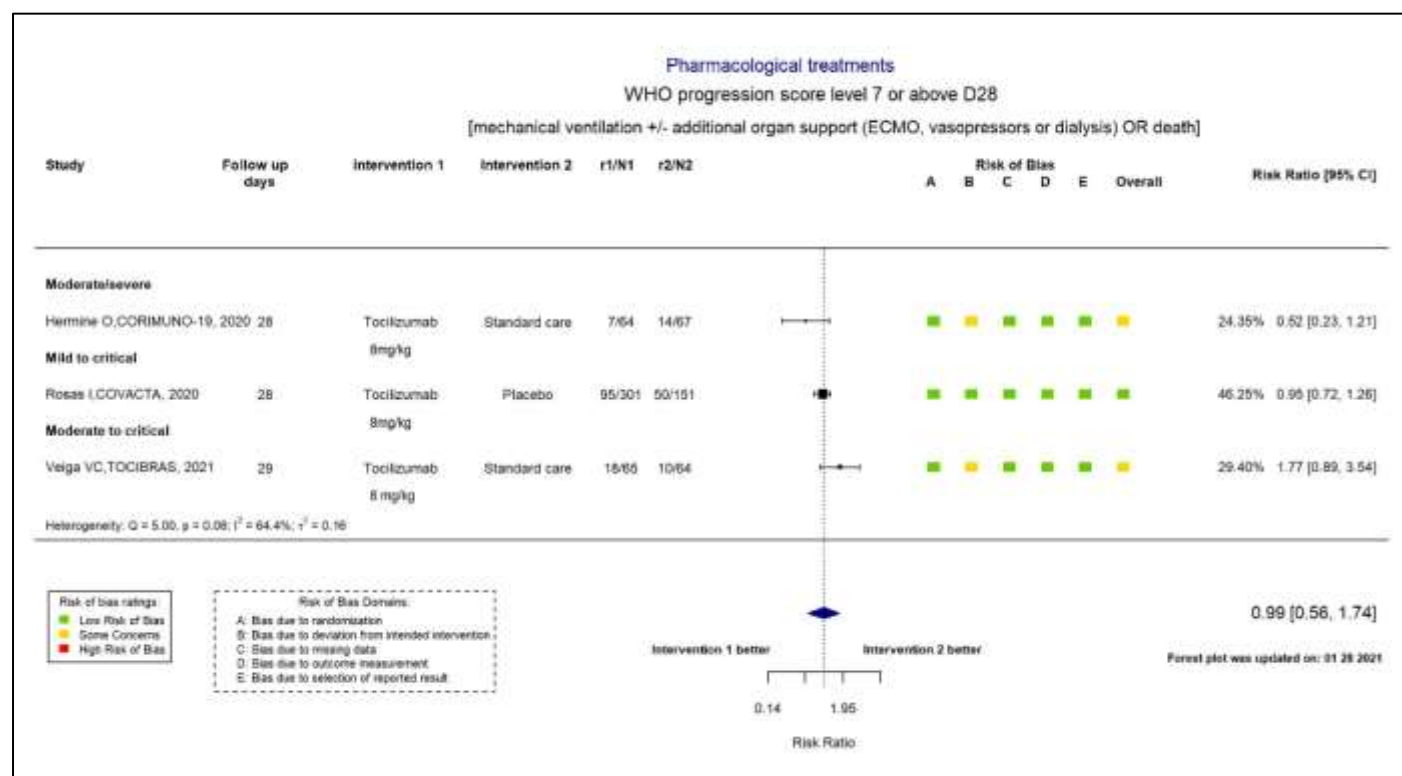 Pharmacological treatments
WHO progression score level 7 or above D28
[mechanical ventilation +/- additional organ support (ECMO, vasopressors or dialysis) OR death]
Study Follow up days Intervention 1 Intervention 2 r1/N1 r2/N2 Risk of Bias Risk Ratio [95% CI]
A B C D E Overall
Moderate/severe
Hermine O,CORIMUNO-19, 2020 28 Tocilizumab Standard care 7/64 14/67 24.35% 0.52 [0.23, 1.21]
8mg/kg
Mild to critical
Rosas I,COVACTA, 2020 28 Tocilizumab Placebo 95/301 50/151 46.25% 0.95 [0.72, 1.26]
8mg/kg
Moderate to critical
Veiga VC,TOCIBRAS, 2021 29 Tocilizumab Standard care 18/65 10/64 29.40% 1.77 [0.89, 3.54]
8 mg/kg
Heterogeneity: Q = 5.00, p = 0.08; I² = 64.4%; τ² = 0.16
0.99 [0.56, 1.74]
Risk of bias ratings:
Low Risk of Bias
Some Concerns
High Risk of Bias
Risk of Bias Domains:
A: Bias due to randomization
B: Bias due to deviation from intended intervention
C: Bias due to missing data
D: Bias due to outcome measurement
E: Bias due to selection of reported result
Intervention 1 better Intervention 2 better
Forest plot was updated on: 01 28 2021
0.14 1.95
Risk Ratio